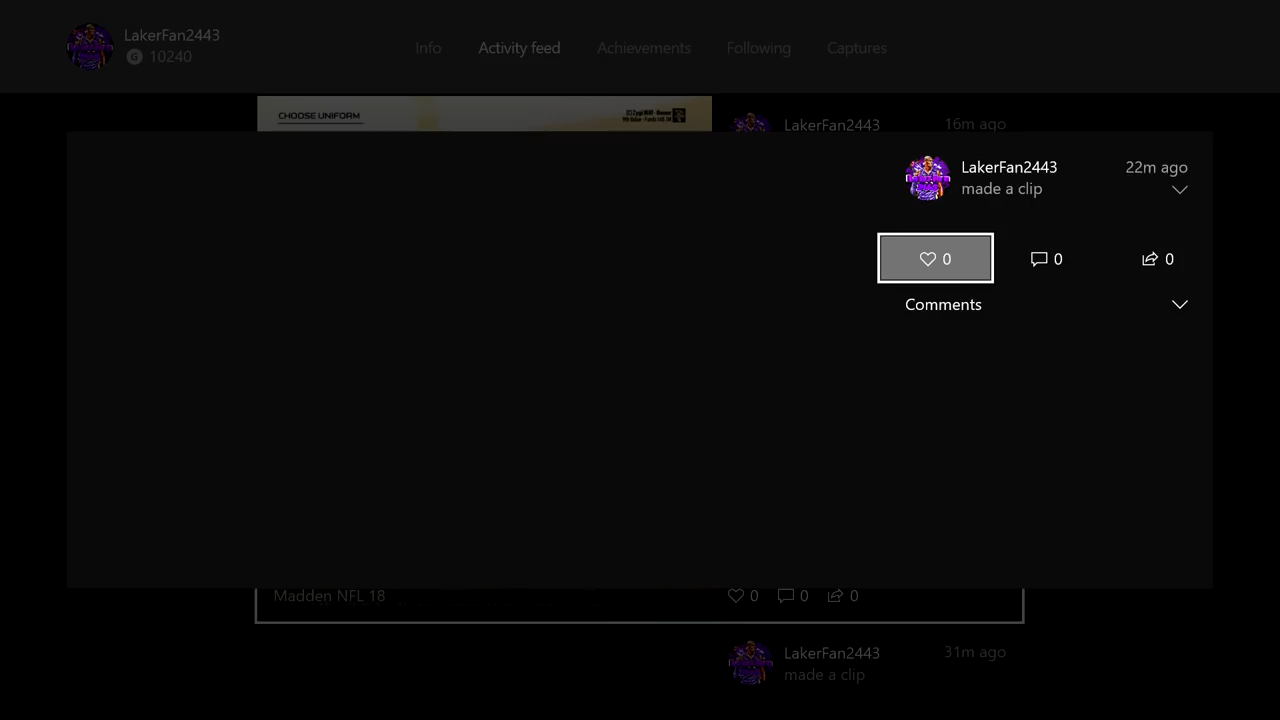 LakerFan2443
G 10240
Info
Activity feed
Achievements
Following
Captures
CHOOSE UNIFORM
LakerFan2443
16m ago
LakerFan2443
22m ago
made a clip
0
0
0
Comments
Madden NFL 18
0
0
0
LakerFan2443
31m ago
made a clip